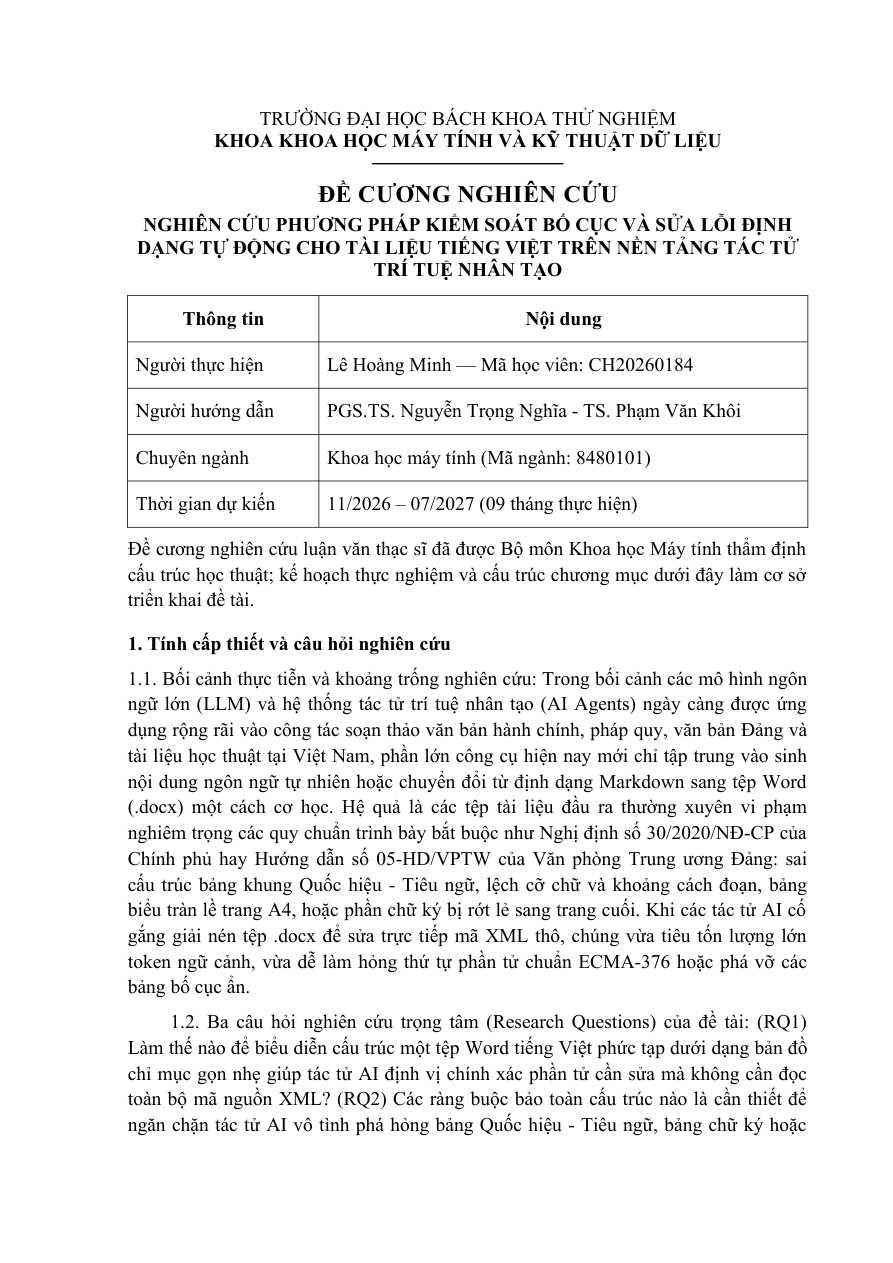 TRƯỜNG ĐẠI HỌC BÁCH KHOA THỬ NGHIỆM
KHOA KHOA HỌC MÁY TÍNH VÀ KỸ THUẬT DỮ LIỆU
ĐỀ CƯƠNG NGHIÊN CỨU
NGHIÊN CỨU PHƯƠNG PHÁP KIỂM SOÁT BỐ CỤC VÀ SỬA LỖI ĐỊNH
DẠNG TỰ ĐỘNG CHO TÀI LIỆU TIẾNG VIỆT TRÊN NỀN TẢNG TÁC TỬ
TRÍ TUỆ NHÂN TẠO
Thông tin Nội dung
Người thực hiện Lê Hoàng Minh — Mã học viên: CH20260184
Người hướng dẫn PGS.TS. Nguyễn Trọng Nghĩa - TS. Phạm Văn Khôi
Chuyên ngành Khoa học máy tính (Mã ngành: 8480101)
Thời gian dự kiến 11/2026 – 07/2027 (09 tháng thực hiện)
Đề cương nghiên cứu luận văn thạc sĩ đã được Bộ môn Khoa học Máy tính thẩm định
cấu trúc học thuật; kế hoạch thực nghiệm và cấu trúc chương mục dưới đây làm cơ sở
triển khai đề tài.
1. Tính cấp thiết và câu hỏi nghiên cứu
1.1. Bối cảnh thực tiễn và khoảng trống nghiên cứu: Trong bối cảnh các mô hình ngôn
ngữ lớn (LLM) và hệ thống tác tử trí tuệ nhân tạo (AI Agents) ngày càng được ứng
dụng rộng rãi vào công tác soạn thảo văn bản hành chính, pháp quy, văn bản Đảng và
tài liệu học thuật tại Việt Nam, phần lớn công cụ hiện nay mới chỉ tập trung vào sinh
nội dung ngôn ngữ tự nhiên hoặc chuyển đổi từ định dạng Markdown sang tệp Word
(.docx) một cách cơ học. Hệ quả là các tệp tài liệu đầu ra thường xuyên vi phạm
nghiêm trọng các quy chuẩn trình bày bắt buộc như Nghị định số 30/2020/NĐ-CP của
Chính phủ hay Hướng dẫn số 05-HD/VPTW của Văn phòng Trung ương Đảng: sai
cấu trúc bảng khung Quốc hiệu - Tiêu ngữ, lệch cỡ chữ và khoảng cách đoạn, bảng
biểu tràn lề trang A4, hoặc phần chữ ký bị rớt lẻ sang trang cuối. Khi các tác tử AI cố
gắng giải nén tệp .docx để sửa trực tiếp mã XML thô, chúng vừa tiêu tốn lượng lớn
token ngữ cảnh, vừa dễ làm hỏng thứ tự phần tử chuẩn ECMA-376 hoặc phá vỡ các
bảng bố cục ẩn.
1.2. Ba câu hỏi nghiên cứu trọng tâm (Research Questions) của đề tài: (RQ1)
Làm thế nào để biểu diễn cấu trúc một tệp Word tiếng Việt phức tạp dưới dạng bản đồ
chỉ mục gọn nhẹ giúp tác tử AI định vị chính xác phần tử cần sửa mà không cần đọc
toàn bộ mã nguồn XML? (RQ2) Các ràng buộc bảo toàn cấu trúc nào là cần thiết để
ngăn chặn tác tử AI vô tình phá hỏng bảng Quốc hiệu - Tiêu ngữ, bảng chữ ký hoặc